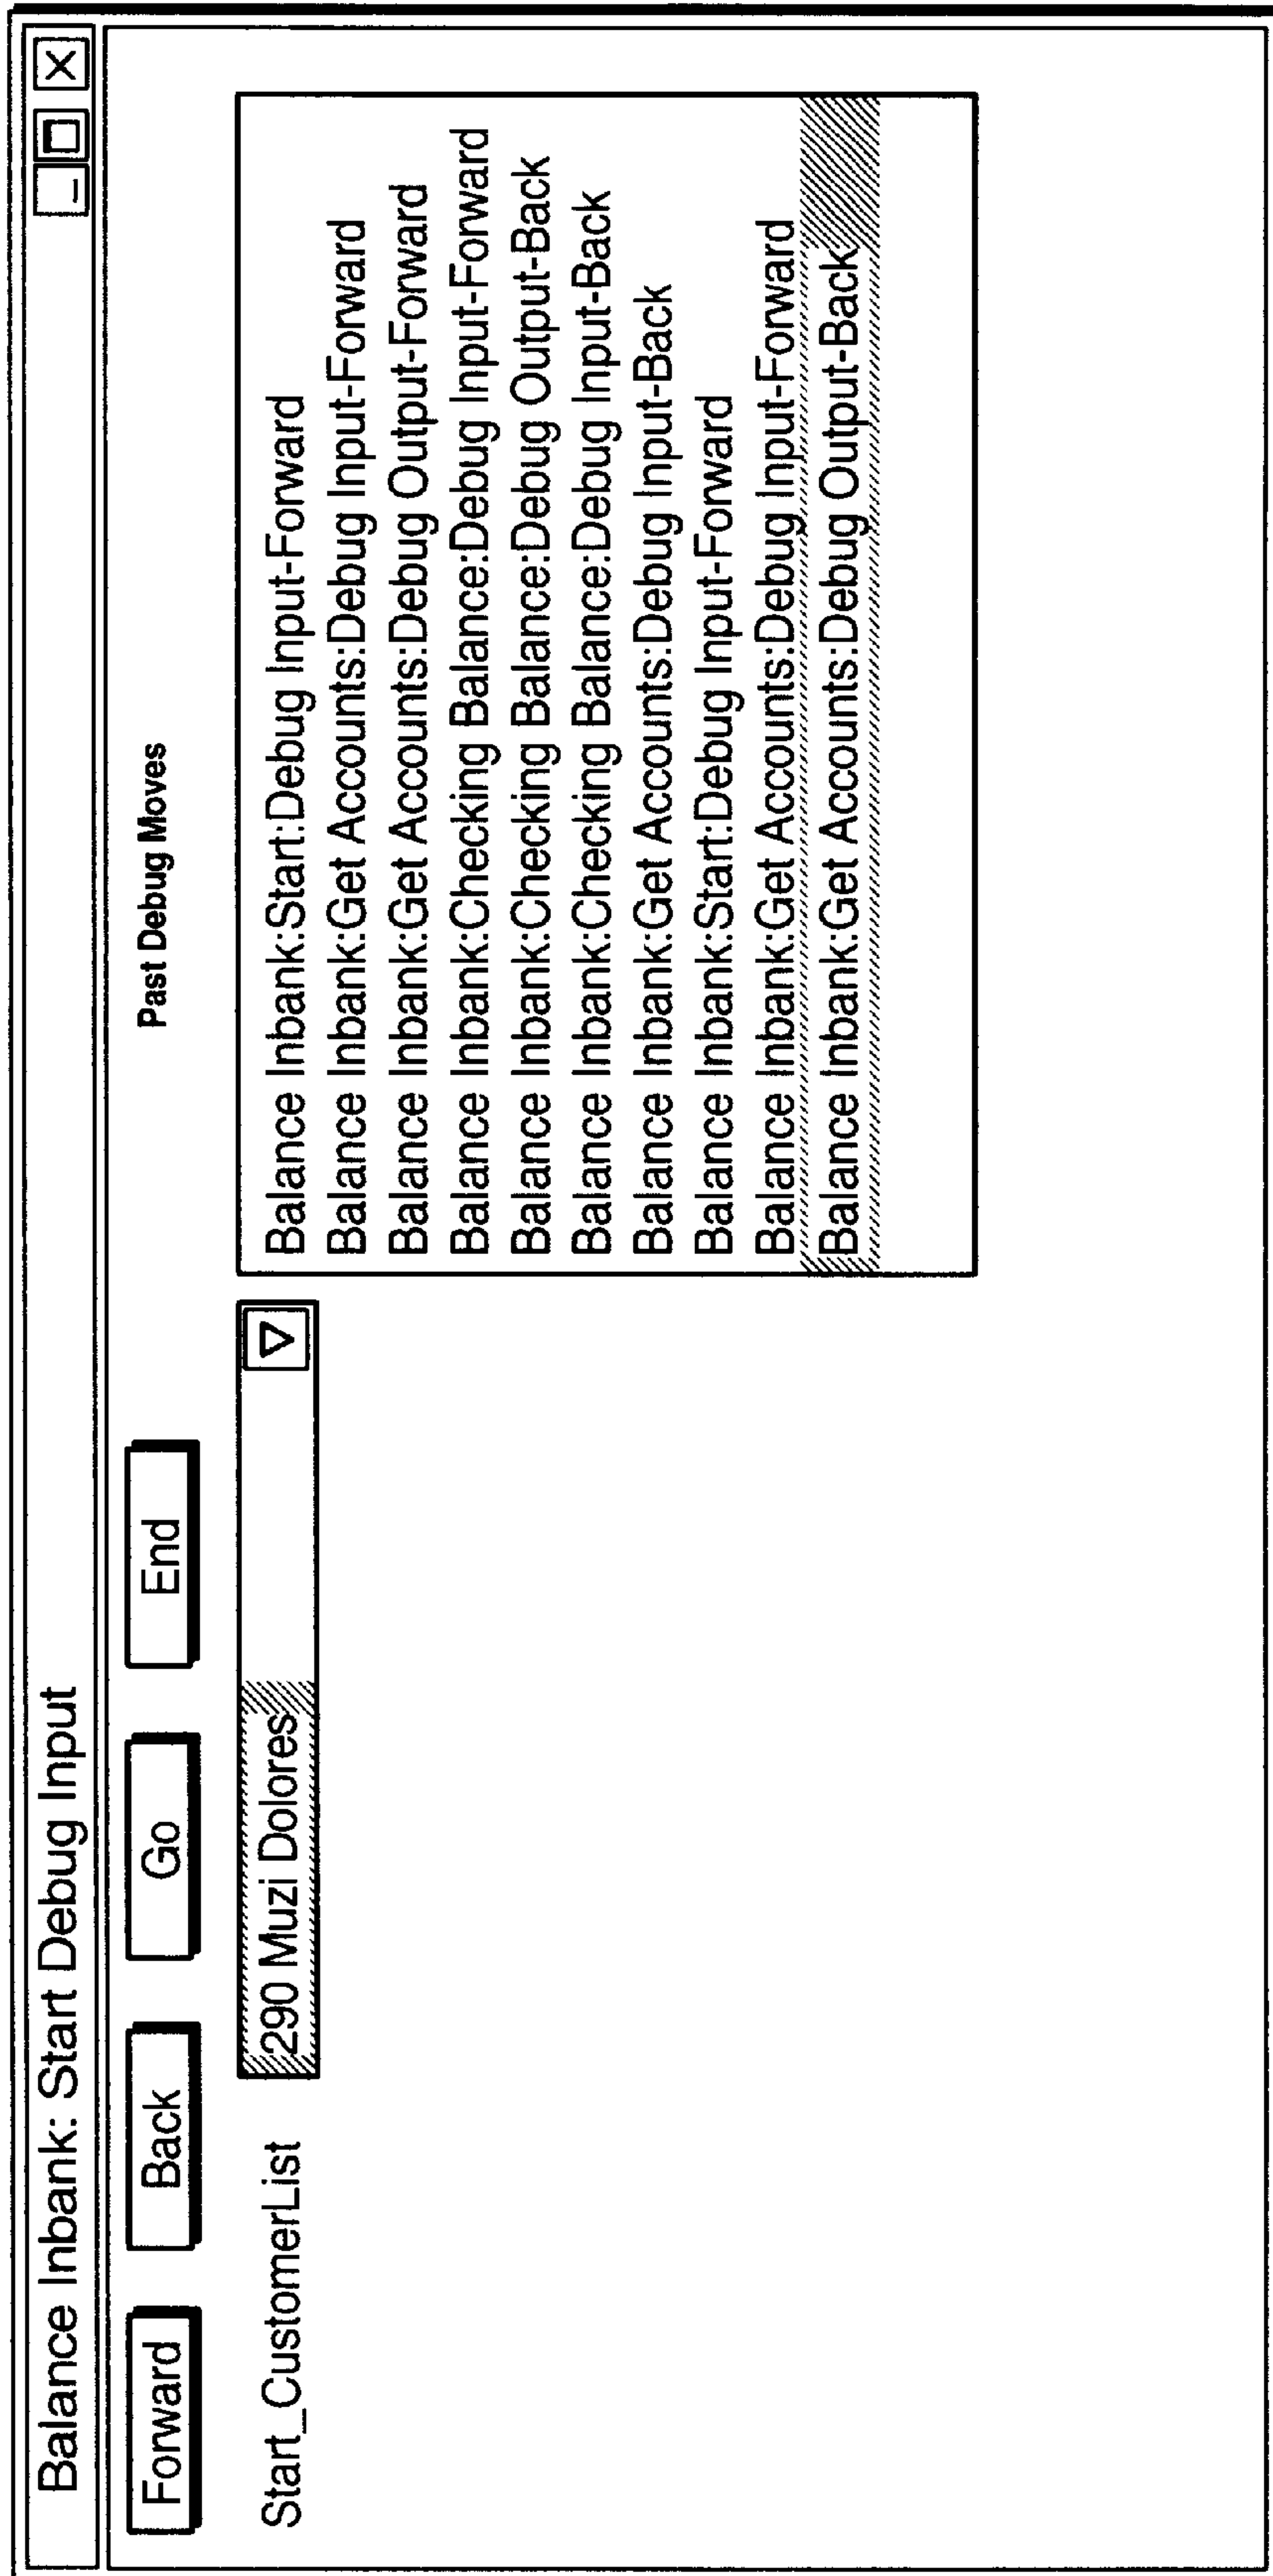 Balance Inbank: Start Debug Input
Forward
Back
Go
End
Past Debug Moves
Start_CustomerList
290 Muzi Dolores
Balance Inbank:Start:Debug Input-Forward
Balance Inbank:Get Accounts:Debug Input-Forward
Balance Inbank:Get Accounts:Debug Output-Forward
Balance Inbank:Checking Balance:Debug Input-Forward
Balance Inbank:Checking Balance:Debug Output-Back
Balance Inbank:Checking Balance:Debug Input-Back
Balance Inbank:Get Accounts:Debug Input-Back
Balance Inbank:Start:Debug Input-Forward
Balance Inbank:Get Accounts:Debug Input-Forward
Balance Inbank:Get Accounts:Debug Output-Back